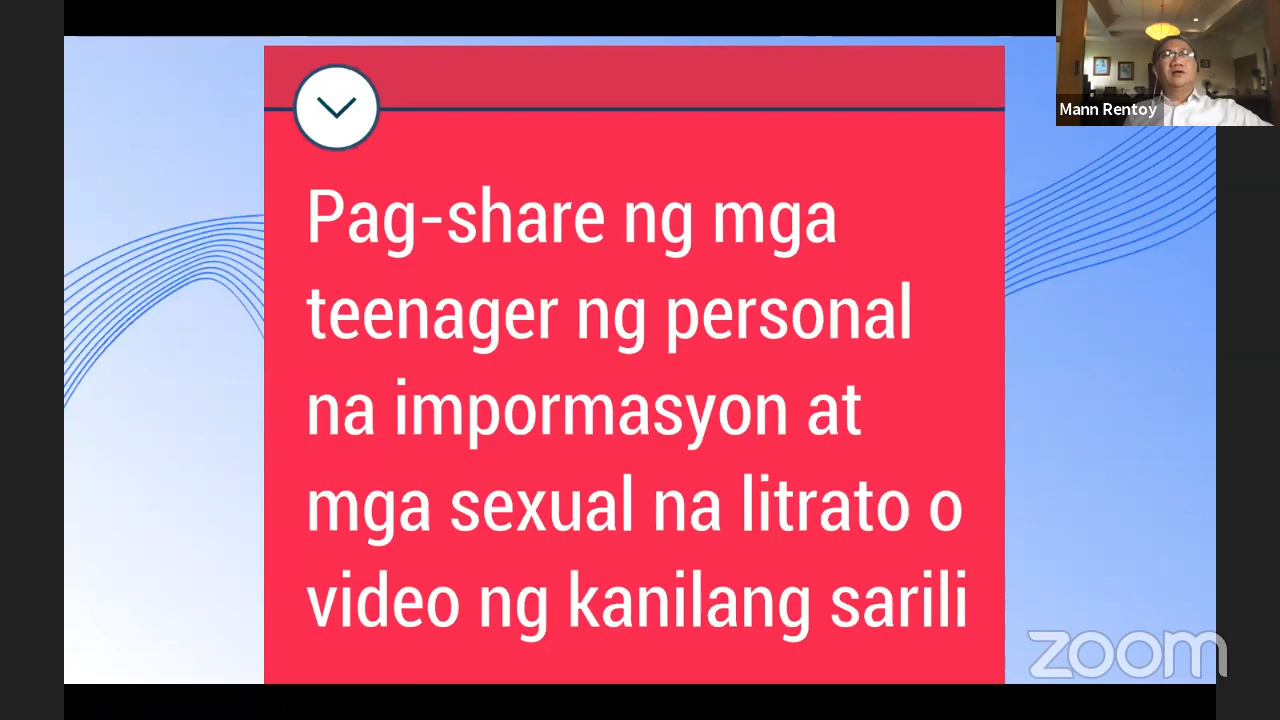 Mann Rentoy
Pag-share ng mga
teenager ng personal
na impormasyon at
mga sexual na litrato o
video ng kanilang sarili
zoom